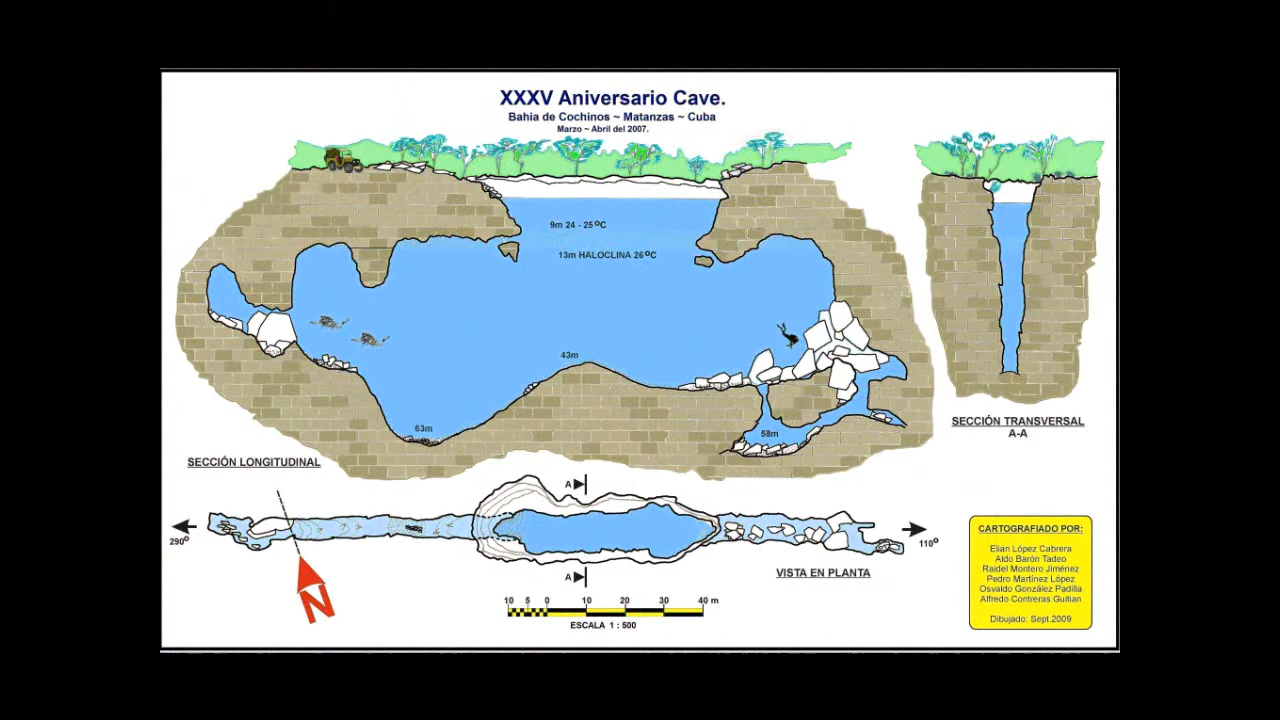 XXXV Aniversario Cave.
Bahia de Cochinos ~ Matanzas ~ Cuba
Marzo ~ Abril del 2007.
9m 24 - 25ºC
13m HALOCLINA 26ºC
43m
63m
58m
SECCIÓN LONGITUDINAL
SECCIÓN TRANSVERSAL
A-A
A
290º
110º
A
N
VISTA EN PLANTA
10 5 0 10 20 30 40 m
ESCALA 1 : 500
CARTOGRAFIADO POR:
Elian López Cabrera
Aldo Barón Tadeo
Raidel Montero Jiménez
Pedro Martínez López
Osvaldo González Padilla
Alfredo Contreras Guitian
Dibujado: Sept.2009